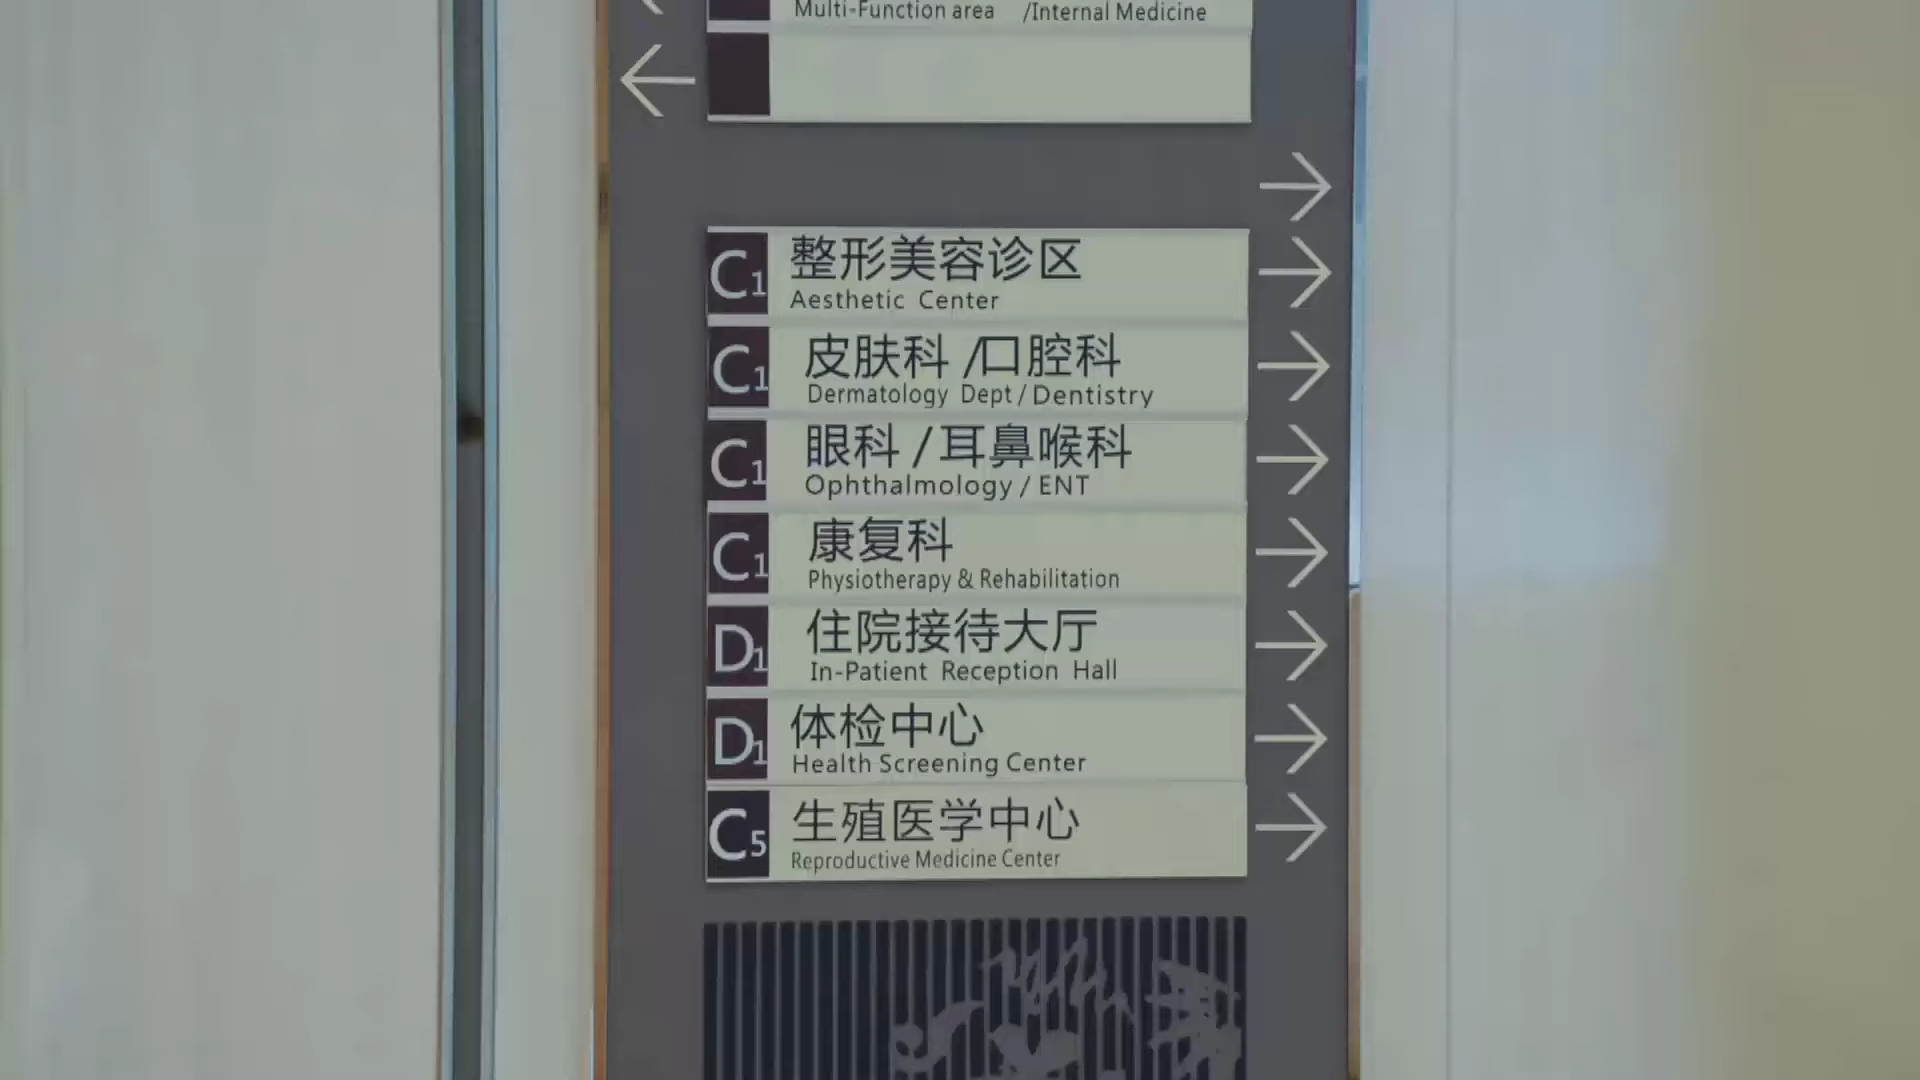 Multi-Function area /Internal Medicine
C1 整形美容诊区
Aesthetic Center
C1 皮肤科 /口腔科
Dermatology Dept / Dentistry
C1 眼科 / 耳鼻喉科
Ophthalmology / ENT
C1 康复科
Physiotherapy & Rehabilitation
D1 住院接待大厅
In-Patient Reception Hall
D1 体检中心
Health Screening Center
C5 生殖医学中心
Reproductive Medicine Center